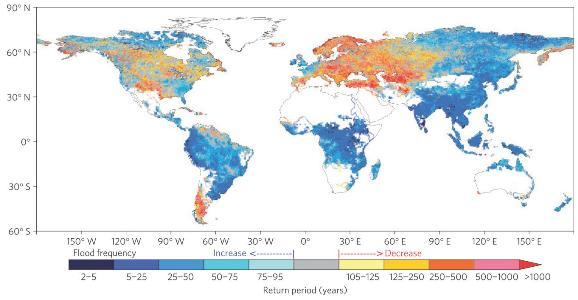 90° N
60° N
30° N
0°
30° S
60° S
150° W 120° W 90° W 60° W 30° W 0° 30° E 60° E 90° E 120° E 150° E
Flood frequency Increase <---------- ----------> Decrease
2–5 5–25 25–50 50–75 75–95 105–125 125–250 250–500 500–1000 >1000
Return period (years)